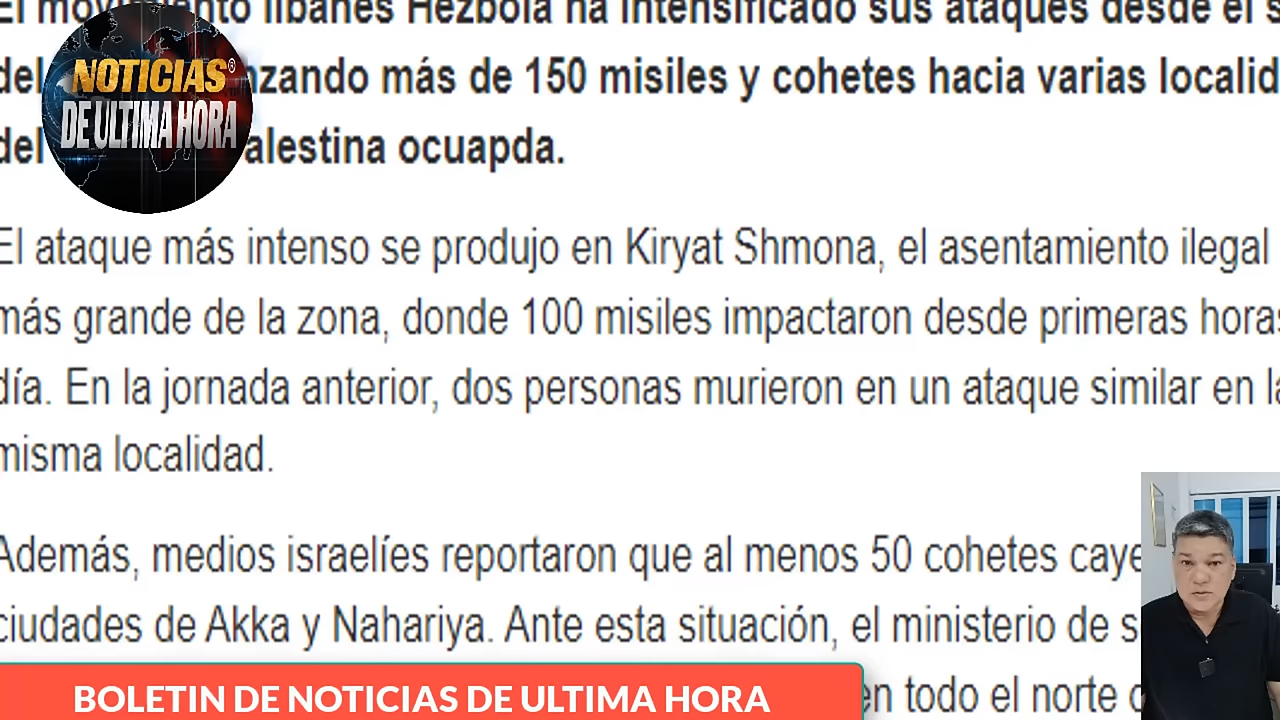 El movimiento libanés Hezbolá ha intensificado sus ataques desde el s
del nzando más de 150 misiles y cohetes hacia varias localid
del alestina ocuapda.
NOTICIAS®
DE ULTIMA HORA
El ataque más intenso se produjo en Kiryat Shmona, el asentamiento ilegal
más grande de la zona, donde 100 misiles impactaron desde primeras horas
día. En la jornada anterior, dos personas murieron en un ataque similar en la
misma localidad.
Además, medios israelíes reportaron que al menos 50 cohetes caye
ciudades de Akka y Nahariya. Ante esta situación, el ministerio de s
en todo el norte
BOLETIN DE NOTICIAS DE ULTIMA HORA